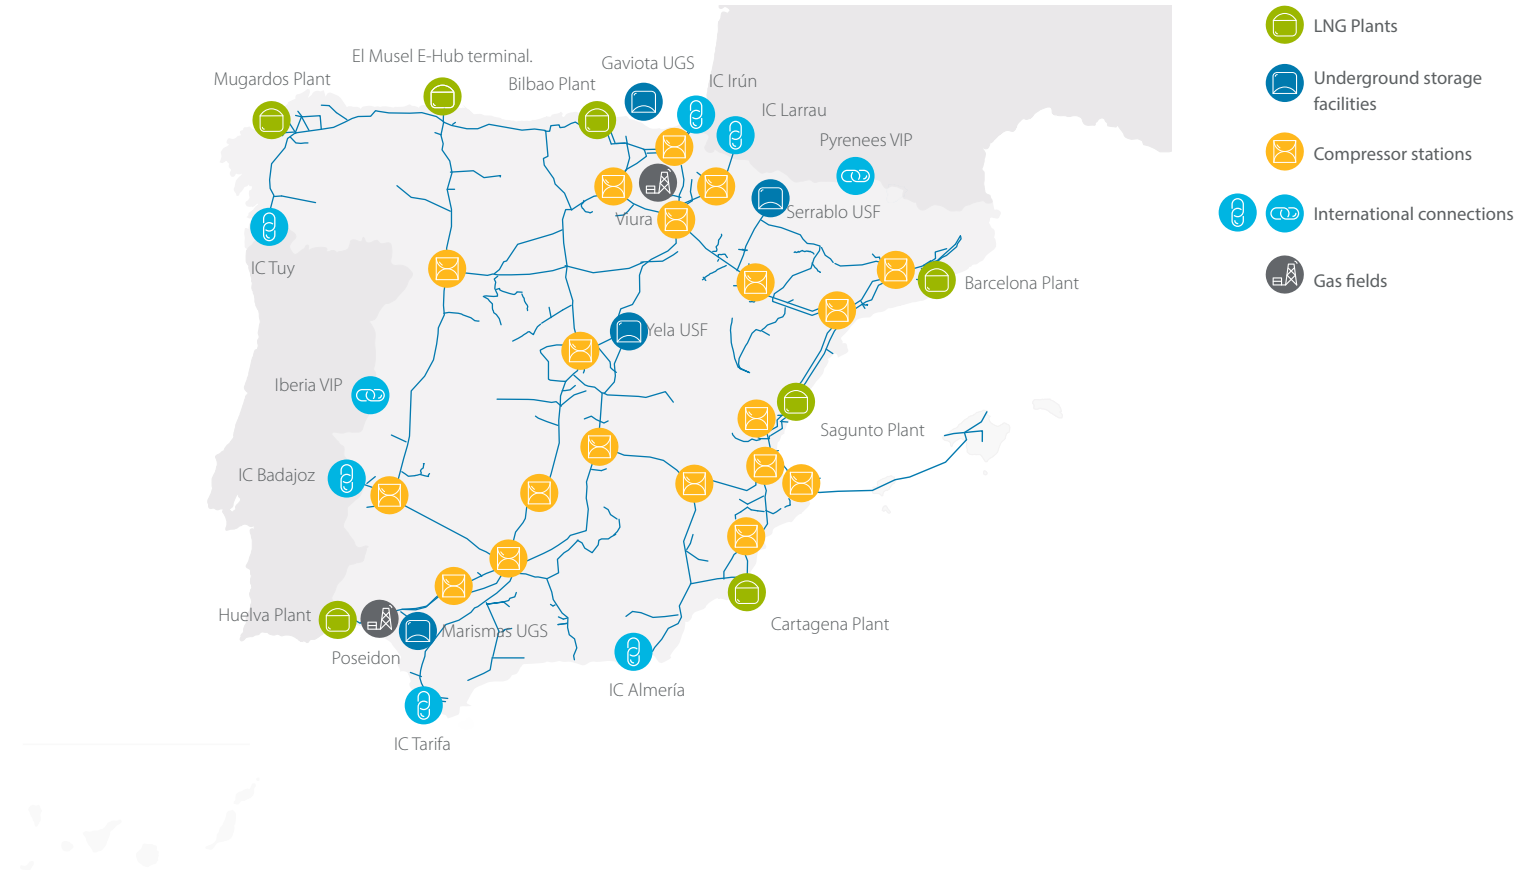 El Musel E-Hub terminal.
Gaviota UGS
Mugardos Plant
Bilbao Plant
IC Irún
IC Larrau
Pyrenees VIP
Viura
Serrablo USF
IC Tuy
Barcelona Plant
Yela USF
Iberia VIP
Sagunto Plant
IC Badajoz
Huelva Plant
Marismas UGS
Cartagena Plant
Poseidon
IC Almería
IC Tarifa
LNG Plants
Underground storage
facilities
Compressor stations
International connections
Gas fields